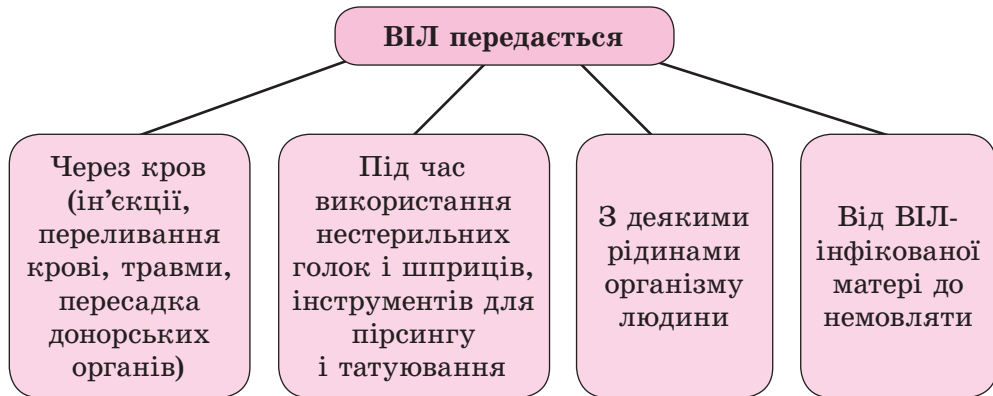 ВІЛ передається
Через кров
(ін’єкції,
переливання
крові, травми,
пересадка
донорських
органів)
Під час
використання
нестерильних
голок і шприців,
інструментів для
пірсингу
і татуювання
З деякими
рідинами
організму
людини
Від ВІЛ-
інфікованої
матері до
немовляти